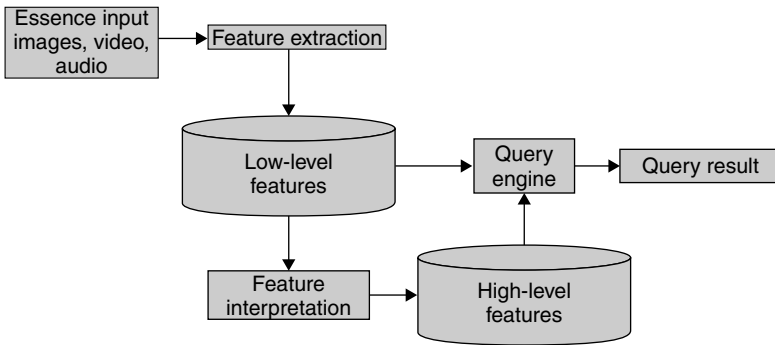 Essence input
images, video,
audio
Feature extraction
Low-level
features
Query
engine
Query result
Feature
interpretation
High-level
features